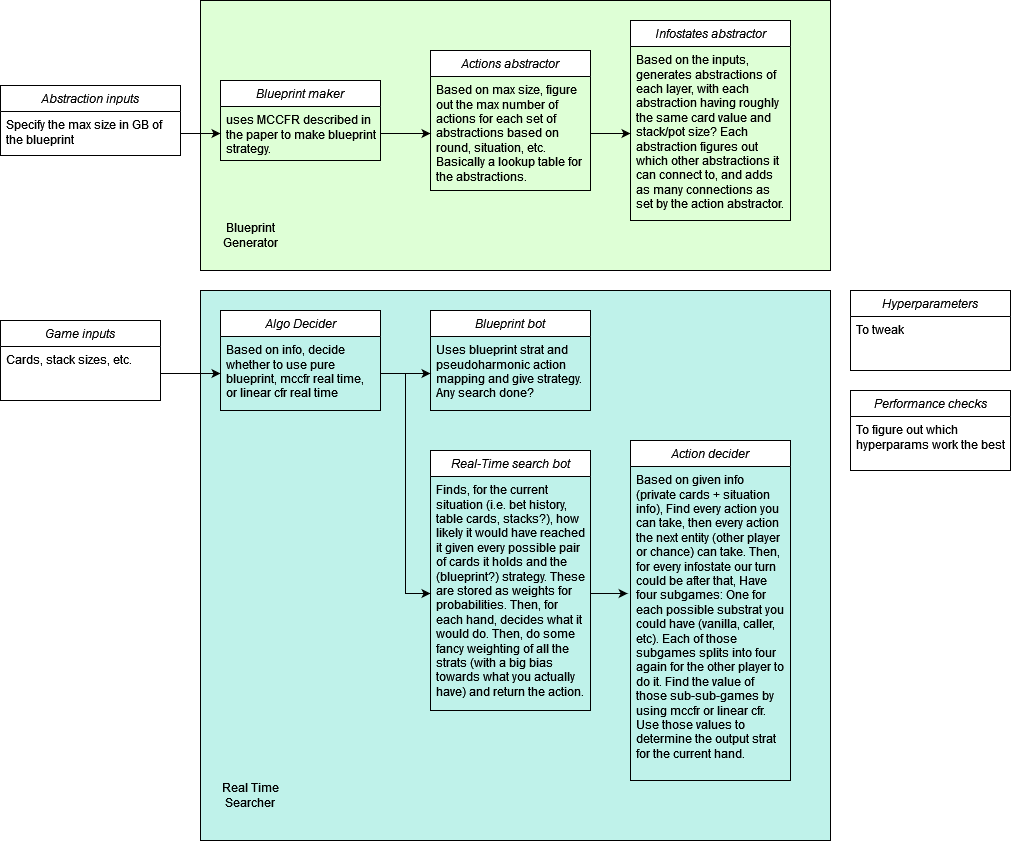 Abstraction inputs
Specify the max size in GB of
the blueprint
Blueprint maker
uses MCCFR described in
the paper to make blueprint
strategy.
Actions abstractor
Based on max size, figure
out the max number of
actions for each set of
abstractions based on
round, situation, etc.
Basically a lookup table for
the abstractions.
Infostates abstractor
Based on the inputs,
generates abstractions of
each layer, with each
abstraction having roughly
the same card value and
stack/pot size? Each
abstraction figures out
which other abstractions it
can connect to, and adds
as many connections as
set by the action abstractor.
Blueprint
Generator
Game inputs
Cards, stack sizes, etc.
Algo Decider
Based on info, decide
whether to use pure
blueprint, mccfr real time,
or linear cfr real time
Blueprint bot
Uses blueprint strat and
pseudoharmonic action
mapping and give strategy.
Any search done?
Real-Time search bot
Finds, for the current
situation (i.e. bet history,
table cards, stacks?), how
likely it would have reached
it given every possible pair
of cards it holds and the
(blueprint?) strategy. These
are stored as weights for
probabilities. Then, for
each hand, decides what it
would do. Then, do some
fancy weighting of all the
strats (with a big bias
towards what you actually
have) and return the action.
Action decider
Based on given info
(private cards + situation
info), Find every action you
can take, then every action
the next entity (other player
or chance) can take. Then,
for every infostate our turn
could be after that, Have
four subgames: One for
each possible substrat you
could have (vanilla, caller,
etc). Each of those
subgames splits into four
again for the other player to
do it. Find the value of
those sub-sub-games by
using mccfr or linear cfr.
Use those values to
determine the output strat
for the current hand.
Real Time
Searcher
Hyperparameters
To tweak
Performance checks
To figure out which
hyperparams work the best